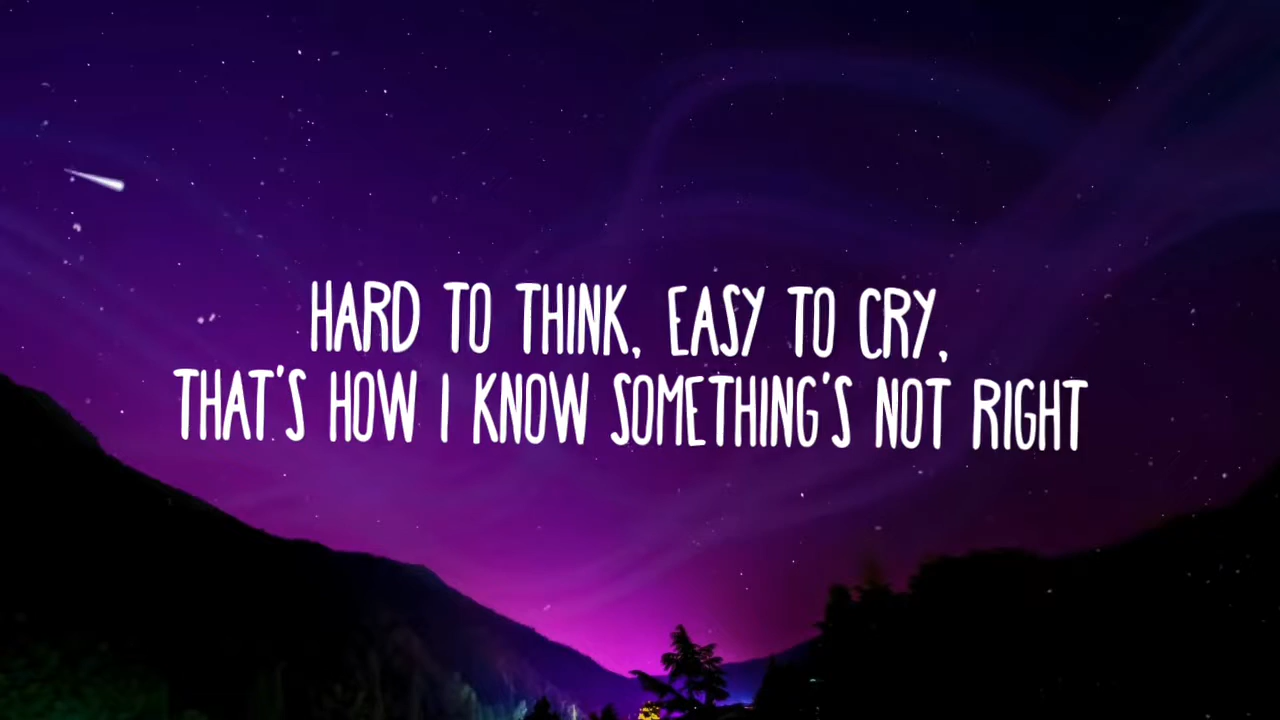 HARD TO THINK, EASY TO CRY,
THAT'S HOW I KNOW SOMETHING'S NOT RIGHT